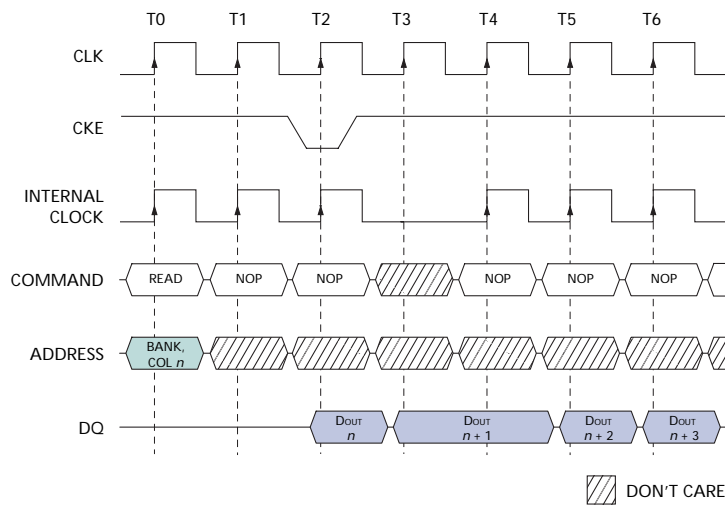 T0 T1 T2 T3 T4 T5 T6
CLK
CKE
INTERNAL
CLOCK
COMMAND READ NOP NOP NOP NOP NOP
ADDRESS BANK,
COL n
DQ DOUT DOUT DOUT DOUT
n n + 1 n + 2 n + 3
DON'T CARE